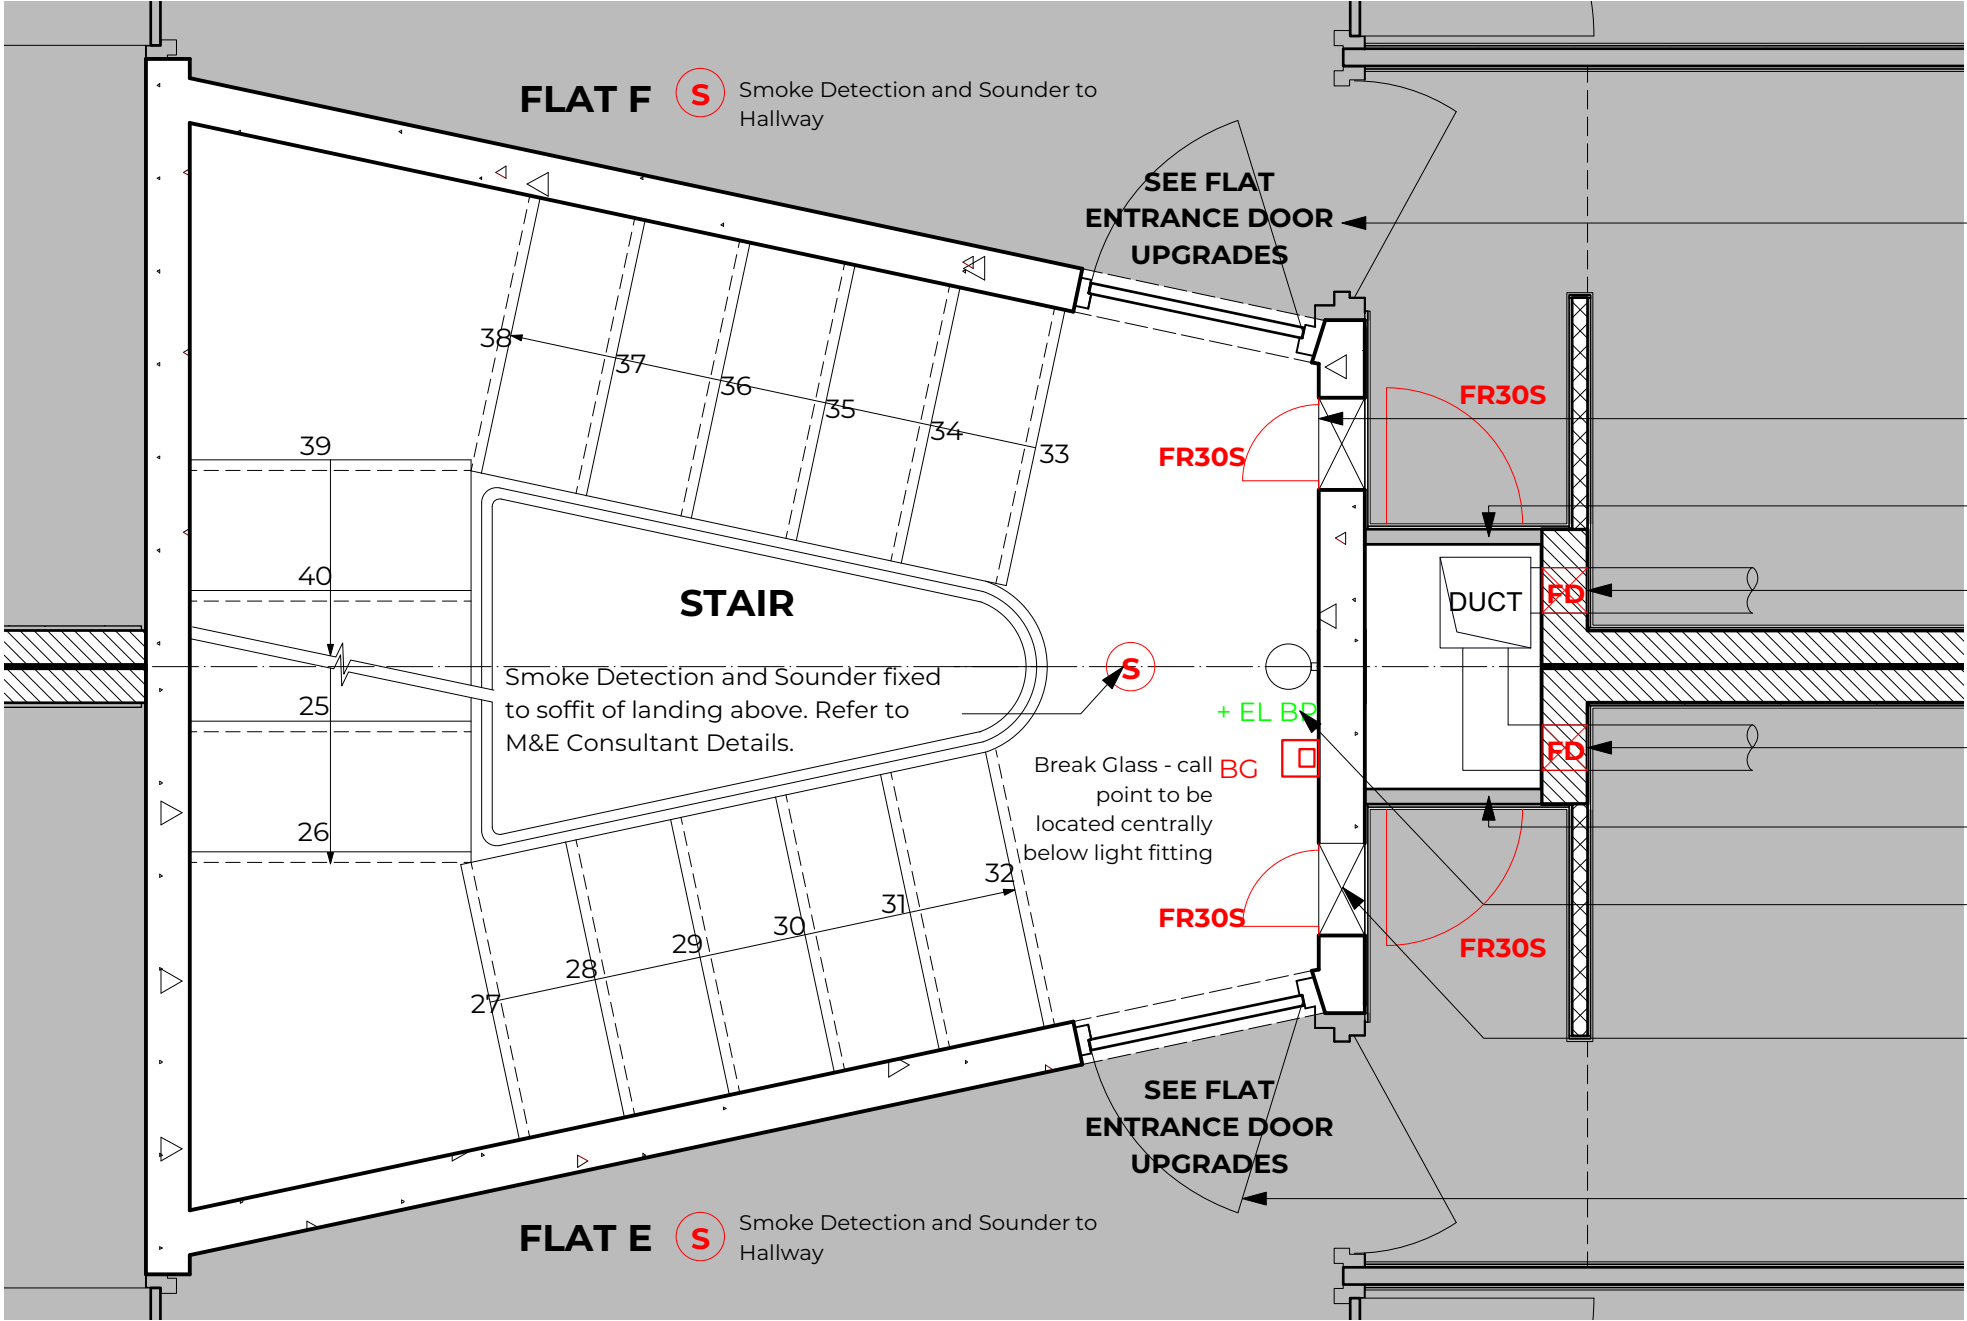 FLAT F
S
Smoke Detection and Sounder to
Hallway
SEE FLAT
ENTRANCE DOOR
UPGRADES
38
37
36
35
34
33
FR30S
FR30S
39
40
STAIR
DUCT
FD
S
Smoke Detection and Sounder fixed
to soffit of landing above. Refer to
M&E Consultant Details.
25
26
+ EL BP
FD
BG
Break Glass - call
point to be
located centrally
below light fitting
32
31
30
29
28
27
FR30S
FR30S
SEE FLAT
ENTRANCE DOOR
UPGRADES
FLAT E
S
Smoke Detection and Sounder to
Hallway